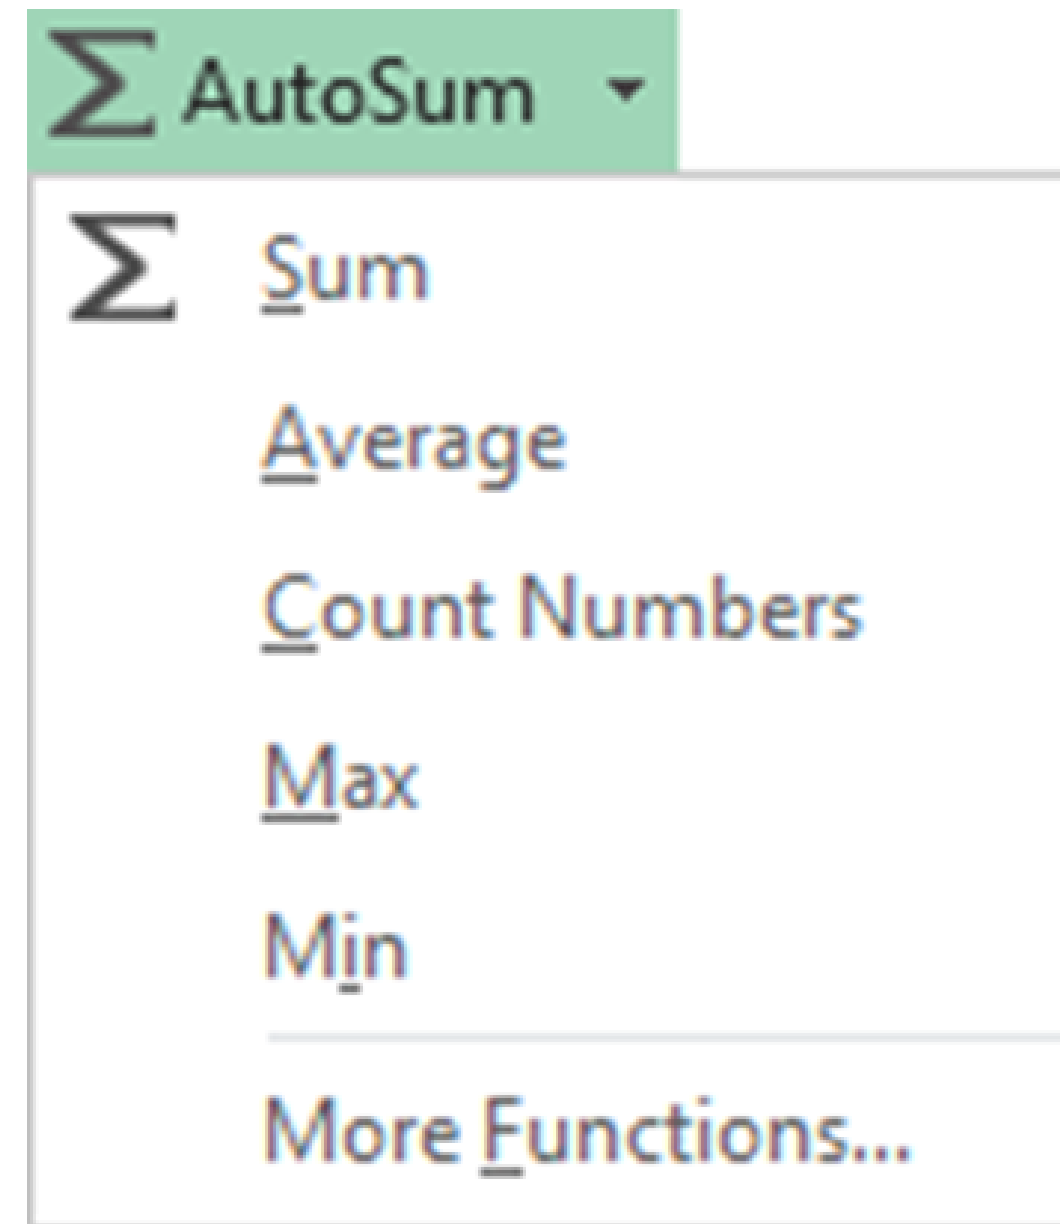 Σ AutoSum
Σ Sum
Average
Count Numbers
Max
Min
More Functions...